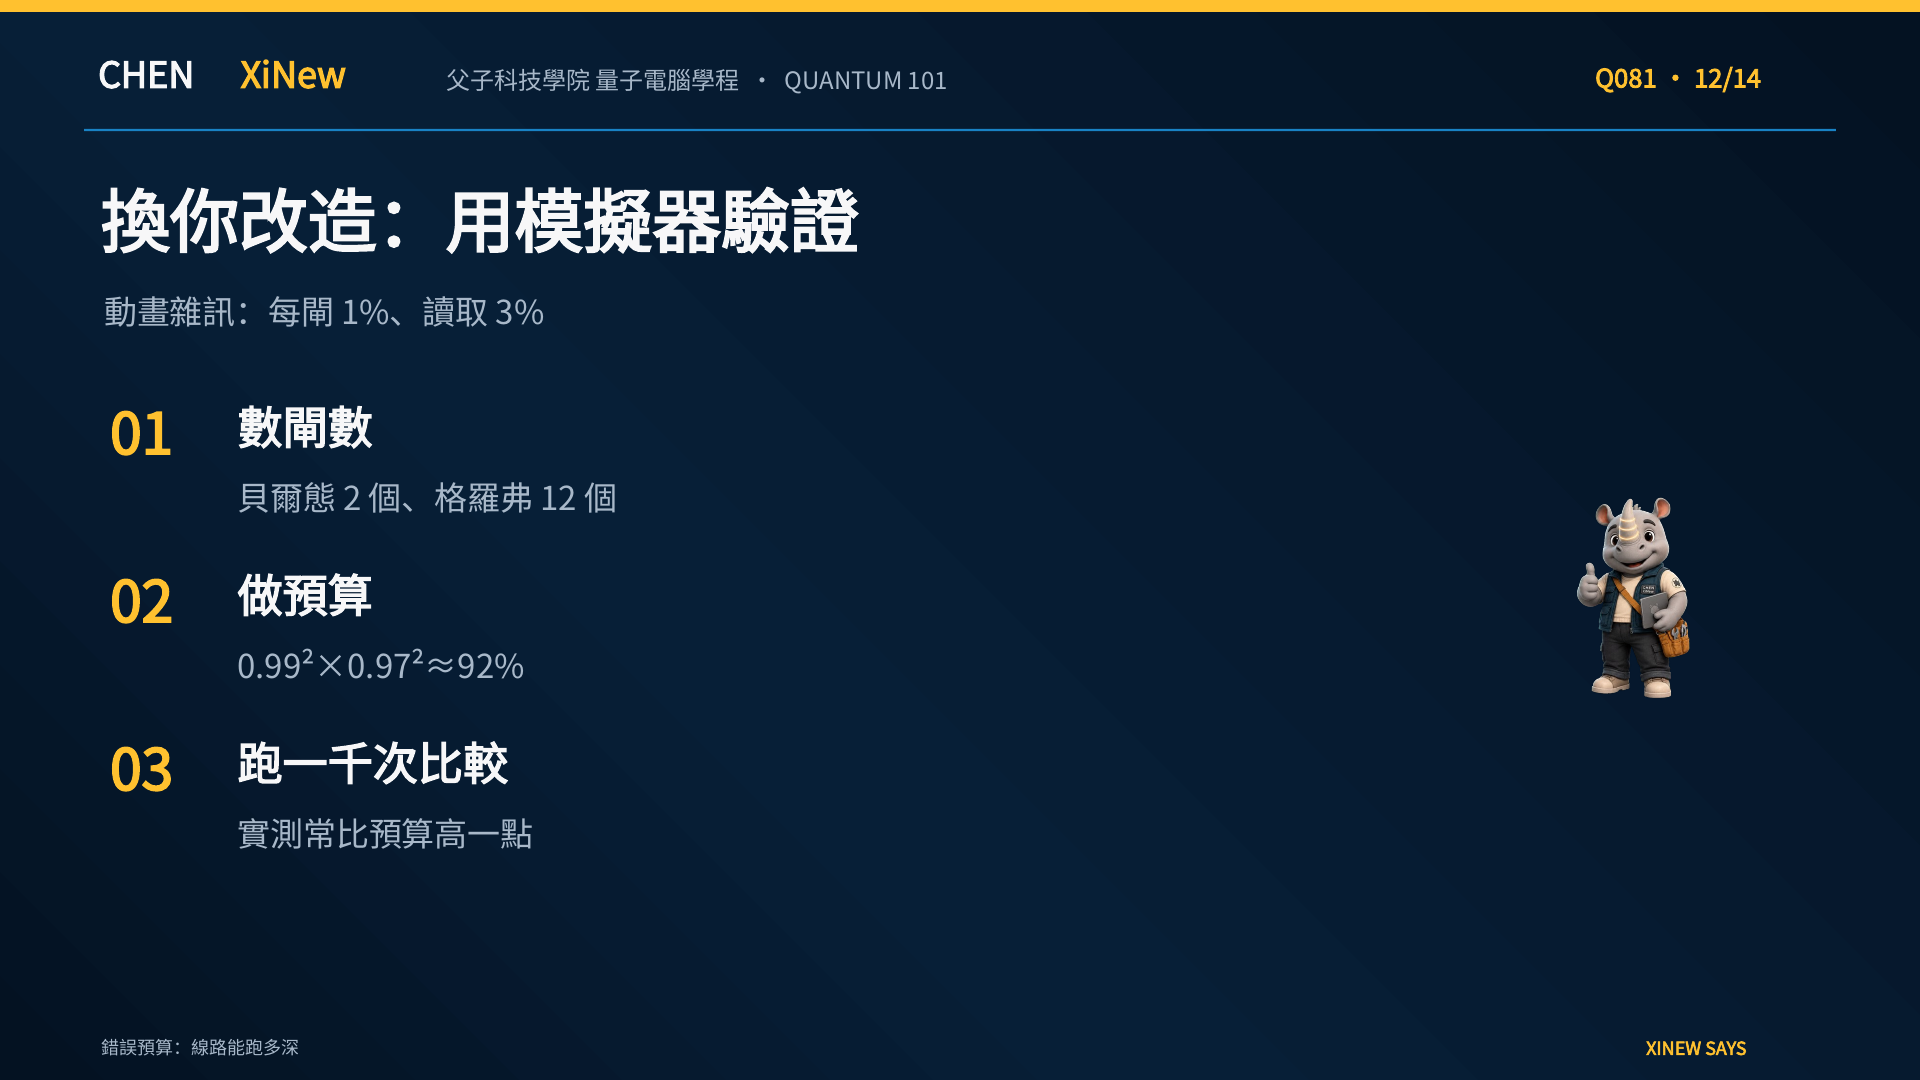 CHEN XiNew 父子科技學院 量子電腦學程 · QUANTUM 101 Q081 · 12/14
換你改造：用模擬器驗證
動畫雜訊：每閘 1%、讀取 3%
01 數閘數
貝爾態 2 個、格羅弗 12 個
02 做預算
0.99²×0.97²≈92%
03 跑一千次比較
實測常比預算高一點
錯誤預算：線路能跑多深 XINEW SAYS